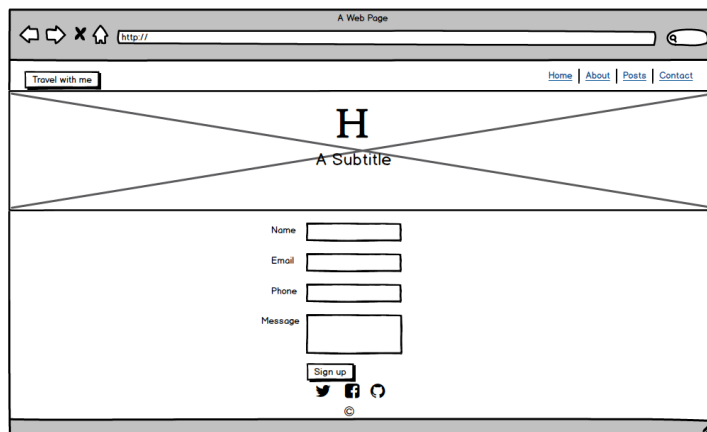 A Web Page
http://
Travel with me
Home About Posts Contact
H
A Subtitle
Name
Email
Phone
Message
Sign up
©